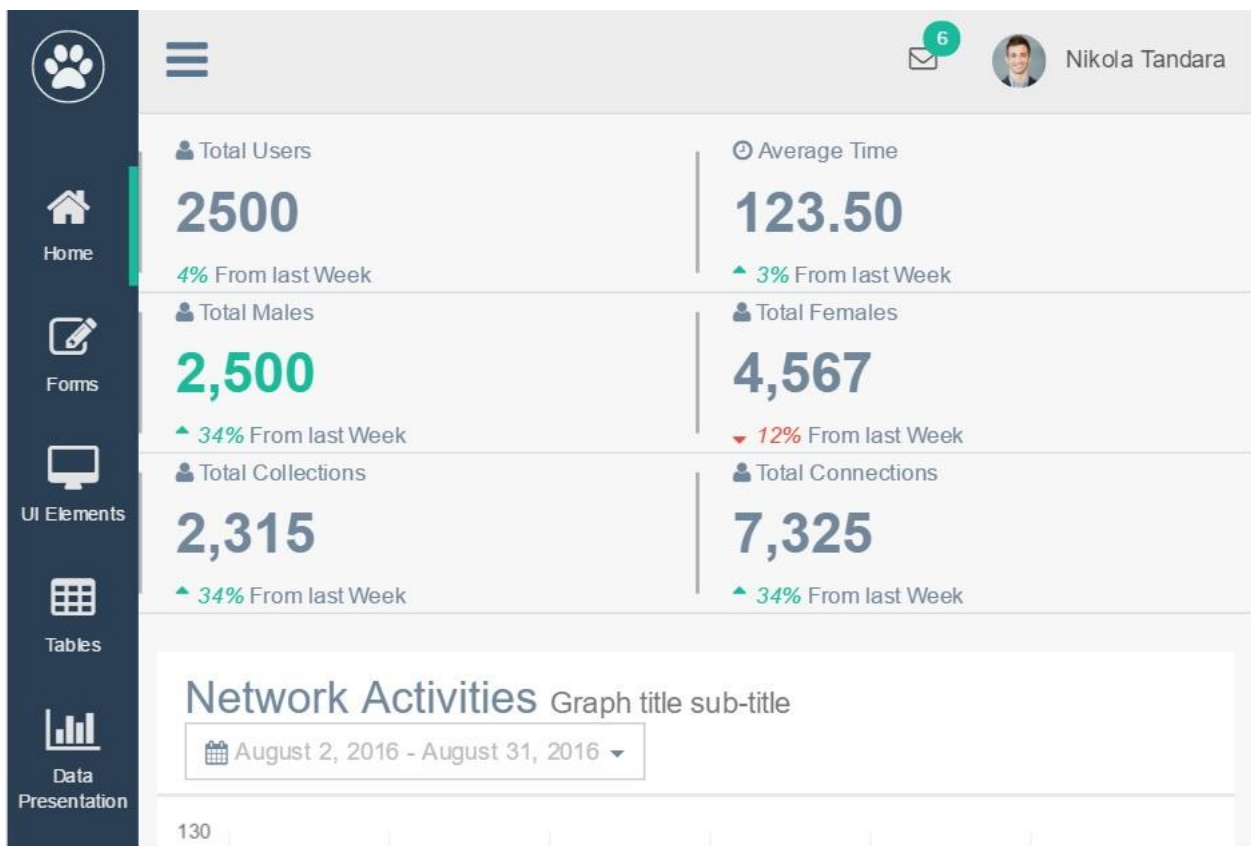 6
Nikola Tandara
Home
Forms
UI Elements
Tables
Data
Presentation
Total Users
2500
4% From last Week
Average Time
123.50
3% From last Week
Total Males
2,500
34% From last Week
Total Females
4,567
12% From last Week
Total Collections
2,315
34% From last Week
Total Connections
7,325
34% From last Week
Network Activities Graph title sub-title
August 2, 2016 - August 31, 2016
130